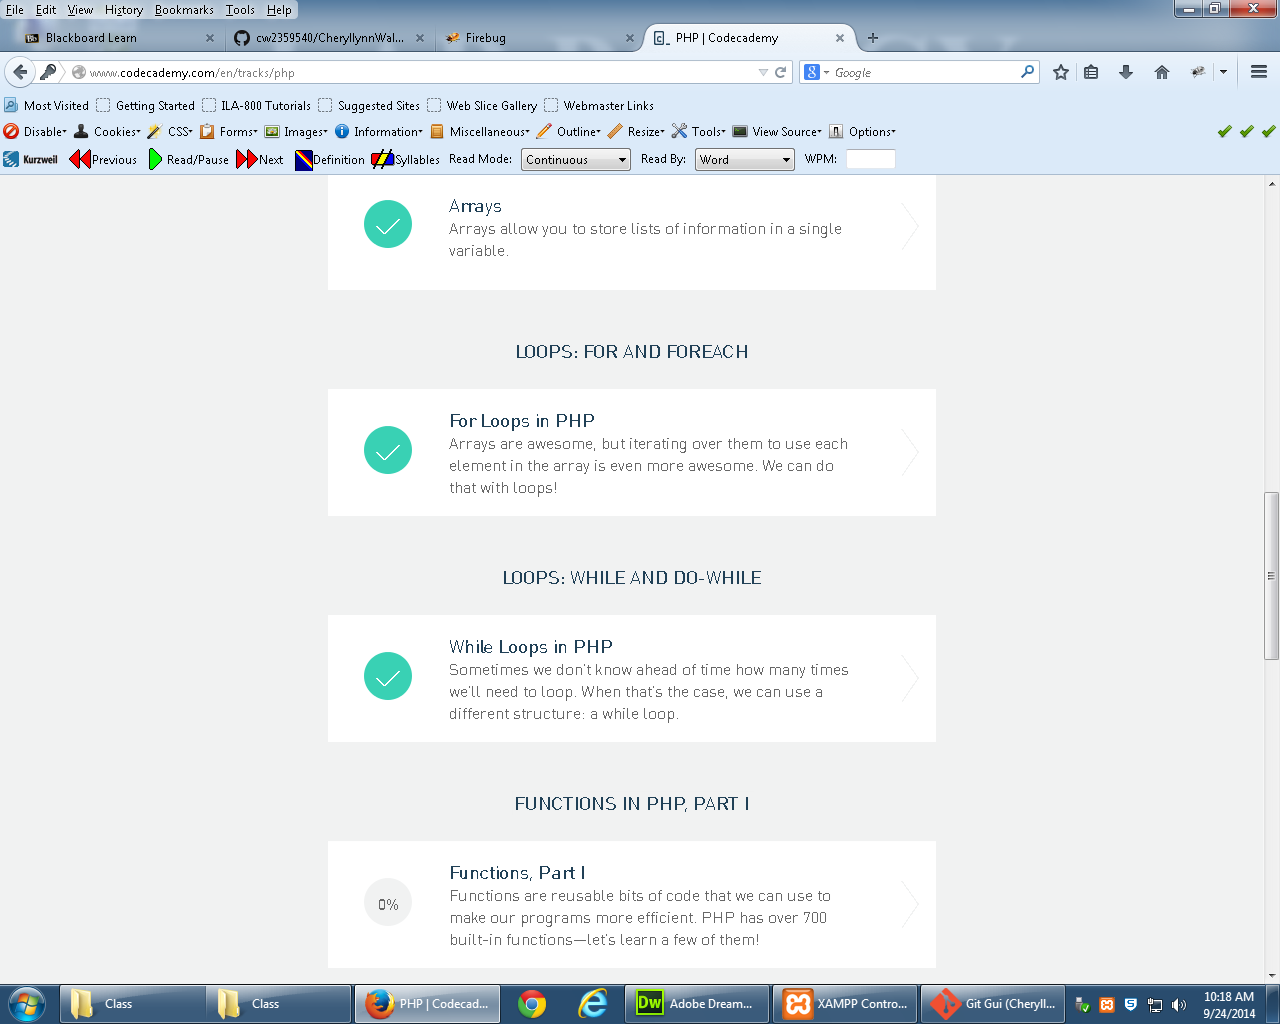 File Edit View History Bookmarks Tools Help
Blackboard Learn
cw2359540/CheryllynnWal...
Firebug
PHP | Codecademy
www.codecademy.com/en/tracks/php
Google
Most Visited Getting Started ILA-800 Tutorials Suggested Sites Web Slice Gallery Webmaster Links
Disable Cookies CSS Forms Images Information Miscellaneous Outline Resize Tools View Source Options
Kurzweil Previous Read/Pause Next Definition Syllables Read Mode: Continuous Read By: Word WPM:
Arrays
Arrays allow you to store lists of information in a single
variable.
LOOPS: FOR AND FOREACH
For Loops in PHP
Arrays are awesome, but iterating over them to use each
element in the array is even more awesome. We can do
that with loops!
LOOPS: WHILE AND DO-WHILE
While Loops in PHP
Sometimes we don't know ahead of time how many times
we'll need to loop. When that's the case, we can use a
different structure: a while loop.
FUNCTIONS IN PHP, PART I
0%
Functions, Part I
Functions are reusable bits of code that we can use to
make our programs more efficient. PHP has over 700
built-in functions—let's learn a few of them!
Class
Class
PHP | Codecad...
Dw Adobe Dream...
XAMPP Contro...
Git Gui (Cheryll...
10:18 AM
9/24/2014